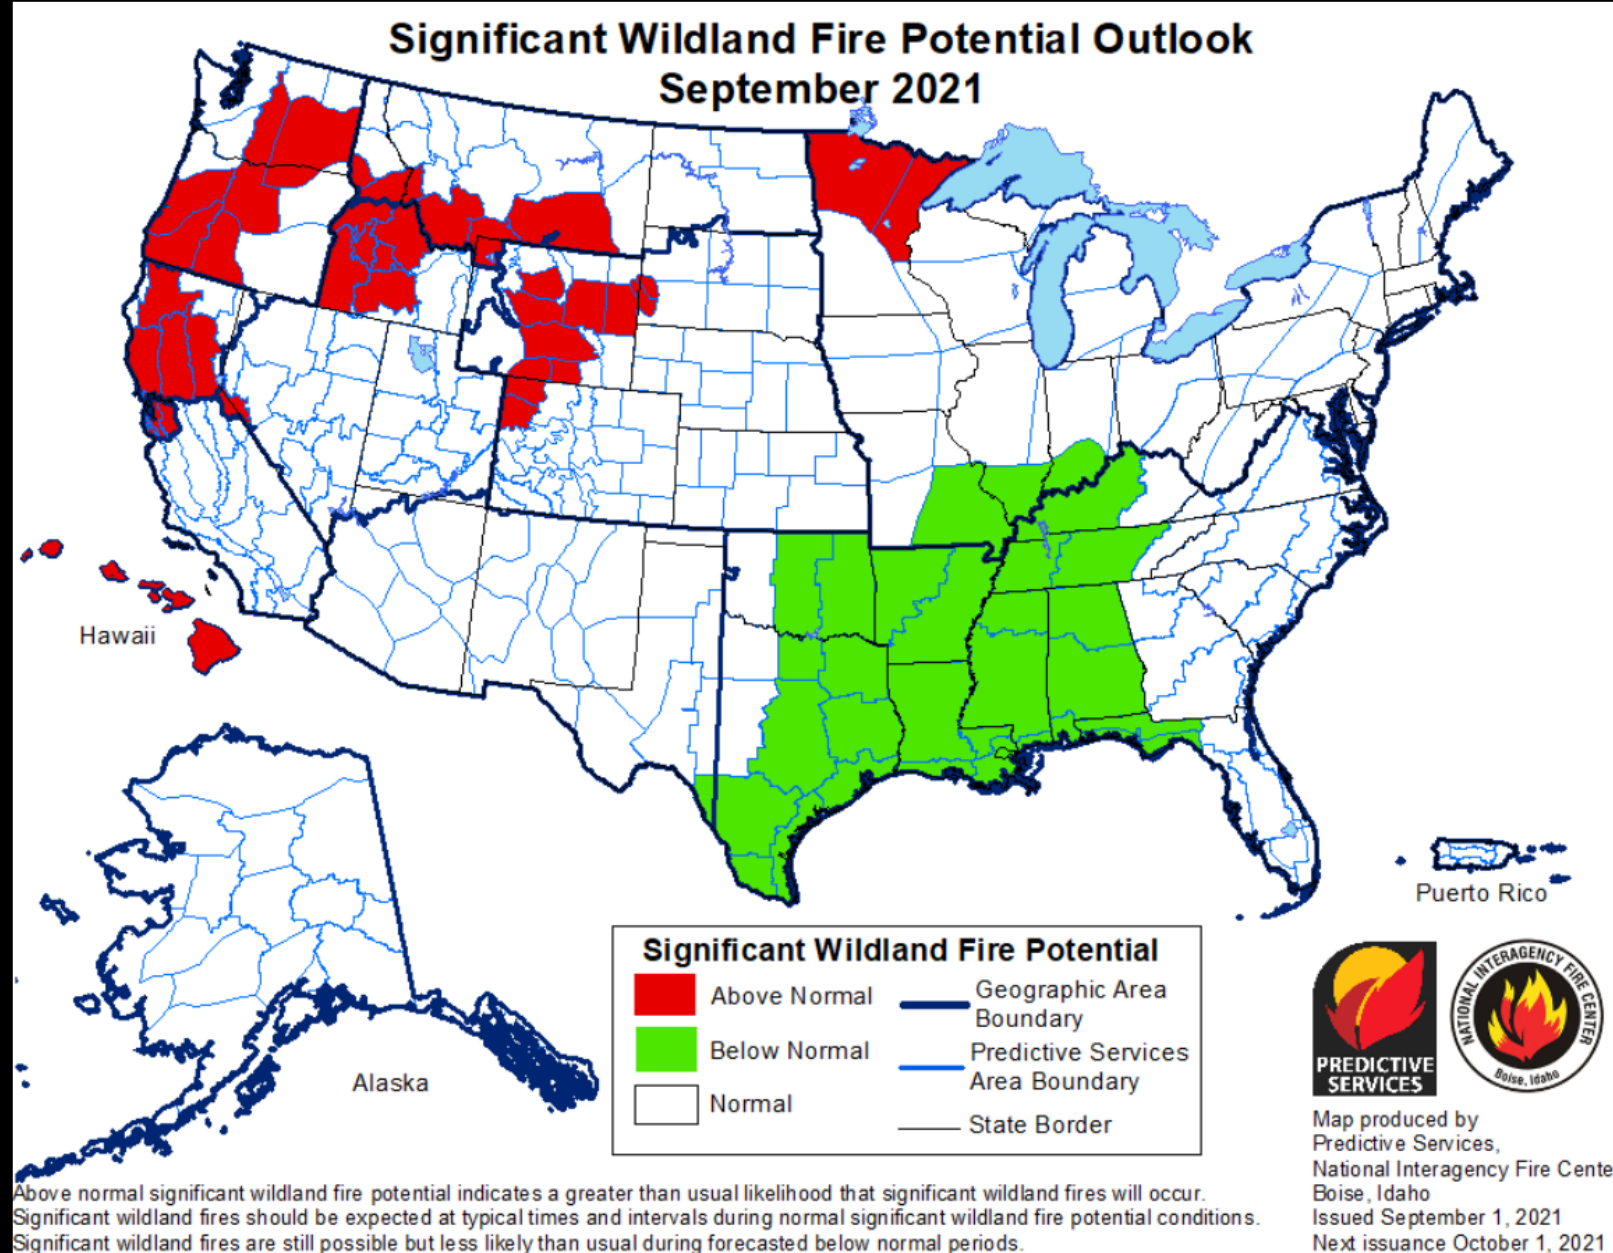 Significant Wildland Fire Potential Outlook
September 2021
Hawaii
Alaska
Puerto Rico
Significant Wildland Fire Potential
Above Normal
Below Normal
Normal
Geographic Area
Boundary
Predictive Services
Area Boundary
State Border
PREDICTIVE
SERVICES
NATIONAL INTERAGENCY FIRE CENTER
Boise, Idaho
Map produced by
Predictive Services,
National Interagency Fire Cente
Boise, Idaho
Issued September 1, 2021
Next issuance October 1, 2021
Above normal significant wildland fire potential indicates a greater than usual likelihood that significant wildland fires will occur.
Significant wildland fires should be expected at typical times and intervals during normal significant wildland fire potential conditions.
Significant wildland fires are still possible but less likely than usual during forecasted below normal periods.